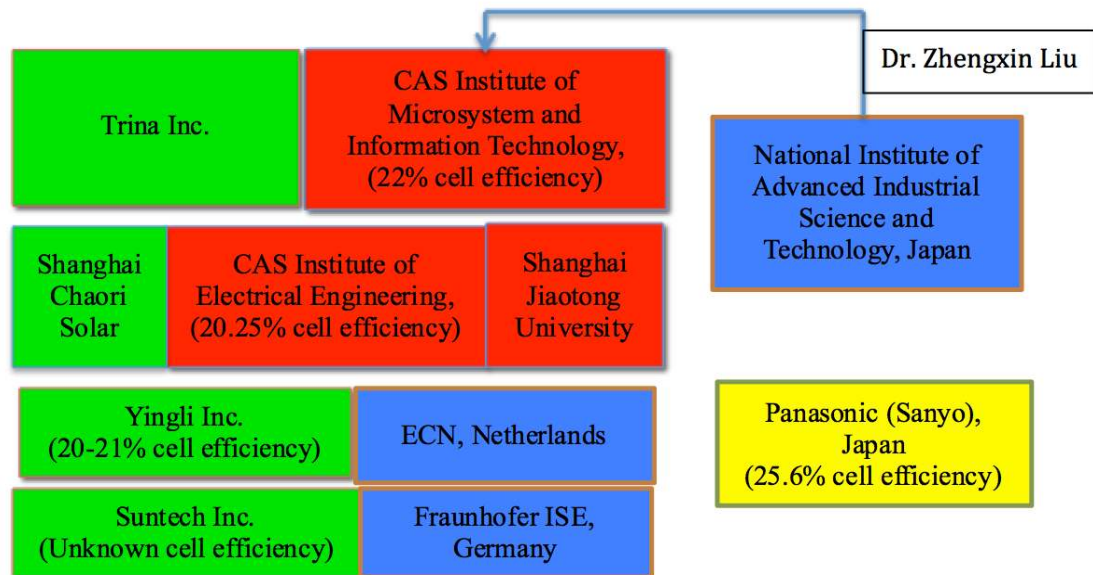 Dr. Zhengxin Liu
Trina Inc.
CAS Institute of
Microsystem and
Information Technology,
(22% cell efficiency)
National Institute of
Advanced Industrial
Science and
Technology, Japan
Shanghai
Chaori
Solar
CAS Institute of
Electrical Engineering,
(20.25% cell efficiency)
Shanghai
Jiaotong
University
Yingli Inc.
(20-21% cell efficiency)
ECN, Netherlands
Panasonic (Sanyo),
Japan
(25.6% cell efficiency)
Suntech Inc.
(Unknown cell efficiency)
Fraunhofer ISE,
Germany